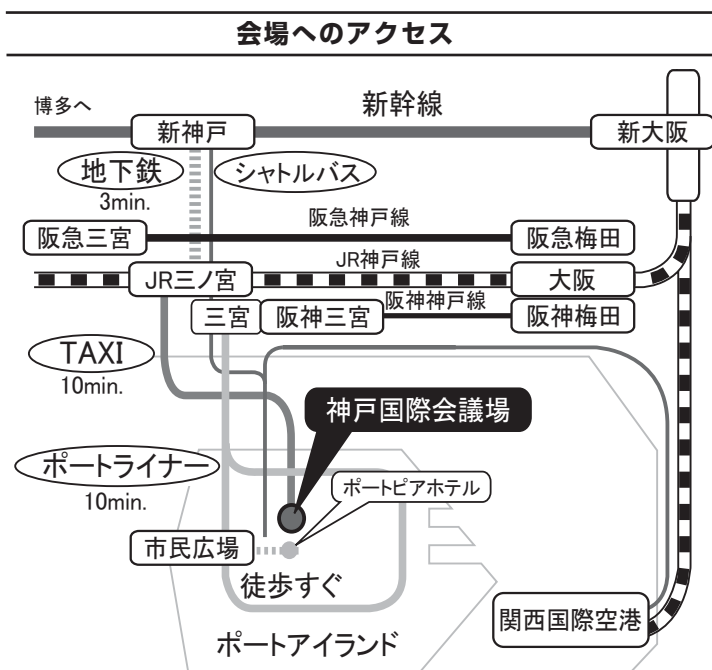 会場へのアクセス
博多へ
新幹線
新神戸
新大阪
地下鉄
3min.
シャトルバス
阪急神戸線
阪急三宮
阪急梅田
JR神戸線
JR三ノ宮
大阪
三宮
阪神三宮
阪神神戸線
阪神梅田
TAXI
10min.
神戸国際会議場
ポートライナー
10min.
ポートピアホテル
市民広場
徒歩すぐ
関西国際空港
ポートアイランド